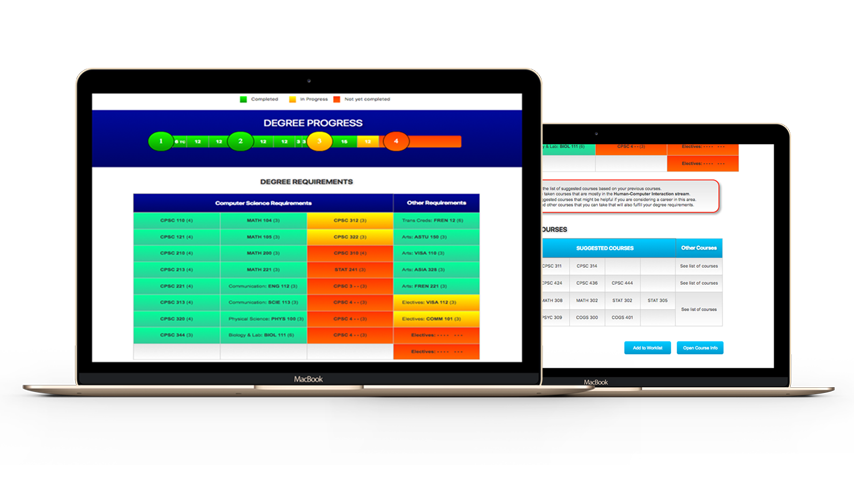 Completed In Progress Not yet completed
DEGREE PROGRESS
1 12 12 2 12 12 3 15 4
DEGREE REQUIREMENTS
Computer Science Requirements Other Requirements
CPSC 110 (4) MATH 184 (3) CPSC 312 (3) Trans Crede: FREN 12 (6)
CPSC 121 (4) MATH 105 (3) CPSC 322 (3) Arts: ASTU 100 (3)
CPSC 210 (4) MATH 200 (3) CPSC 310 (4) Arts: VISA 110 (3)
CPSC 213 (4) MATH 221 (3) STAT 241 (3) Arts: ASIA 326 (3)
CPSC 221 (4) Communication: ENG 112 (3) CPSC 3 - - (3) Arts: FREN 221 (3)
CPSC 313 (4) Communication: SCIE 113 (3) CPSC 4 - - (3) Electives: VISA 112 (3)
CPSC 320 (4) Physical Science: PHYS 100 (3) CPSC 4 - - (3) Electives: COMM 101 (3)
CPSC 344 (3) Biology & Lab: BIOL 111 (6) CPSC 4 - - (3) Electives: - - - - - - -
Electives: - - - - - - -
MacBook
y & Lab: BIOL 111 (6) CPSC 4 - - (3) Electives: - - - - - - -
Electives: - - - - - - -
the list of suggested courses based on your previous courses.
taken courses that are mostly in the Human-Computer Interaction stream.
ggested courses that might be helpful if you are considering a career in this area.
nd other courses that you can take that will also fulfil your degree requirements.
OURSES
SUGGESTED COURSES Other Courses
CPSC 311 CPSC 314 See list of courses
CPSC 424 CPSC 436 CPSC 444 See list of courses
MATH 308 MATH 302 STAT 302 STAT 305 See list of courses
PSYC 309 COGS 300 COGS 401
Add to Worklist Open Course Info
MacBook